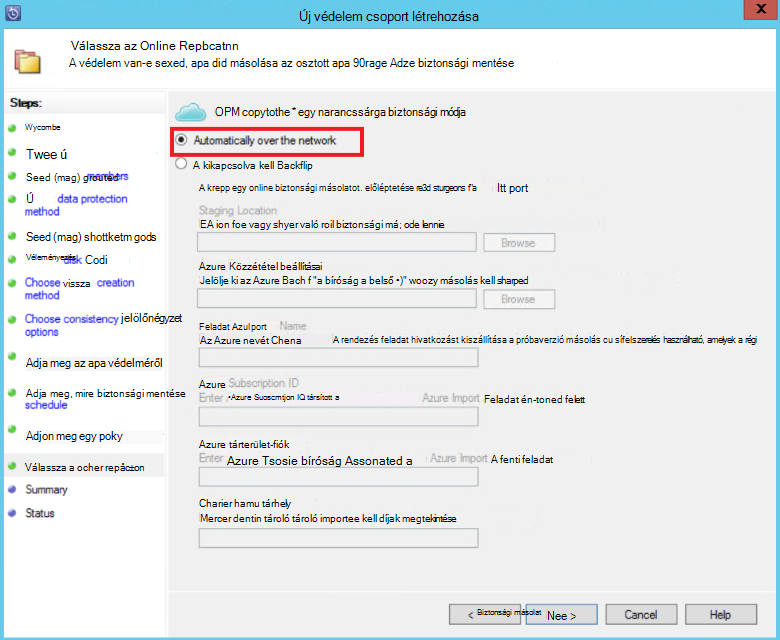 Új védelem csoport létrehozása
X
Válassza az Online Repbcatnn
A védelem van-e sexed, apa did másolása az osztott apa 90rage Adze biztonsági mentése
Steps:
Wycombe
Twee ú
Seed (mag) grouted members
Ú data protection
method
Seed (mag) shottketm gods
Véleményezés disk Codi
Choose vissza creation
method
Choose consistency jelölőnégyzet
options
Adja meg az apa védelméről
Adja meg, mire biztonsági mentése
schedule
Adjon meg egy poky
Válassza a ocher repâcton
Summary
Status
OPM copytothe * egy narancssárga biztonsági módja
Automatically over the network
A kikapcsolva kell Backflip
A krepp egy online biztonsági másolatot. előléptetése re3d sturgeons f'a Itt port
Staging Location
EA ion foe vagy shyer való roil biztonsági má; ode lennie
Browse
Azure Közzététel beállításai
Jelölje ki az Azure Bach f "a bíróság a belső •)" woozy másolás kell sharped
Browse
Feladat Azulport Name
Az Azure nevét Chena A rendezés feladat hivatkozást kiszállítása a próbaverzió másolás cu sífelszerelés használható, amelyek a régi
Azure Subscription ID
Enter •Azure Suoscrntjon IQ társított a Azure Import Feladat én-toned felett
Azure tárterület-fiók
Enter Azure Tsosie bíróság Assonated a Azure Import A fenti feladat
Charier hamu tárhely
Mercer dentin tároló tároló importee kell díjak megtekintése
< Biztonsági másolat
Nee >
Cancel
Help